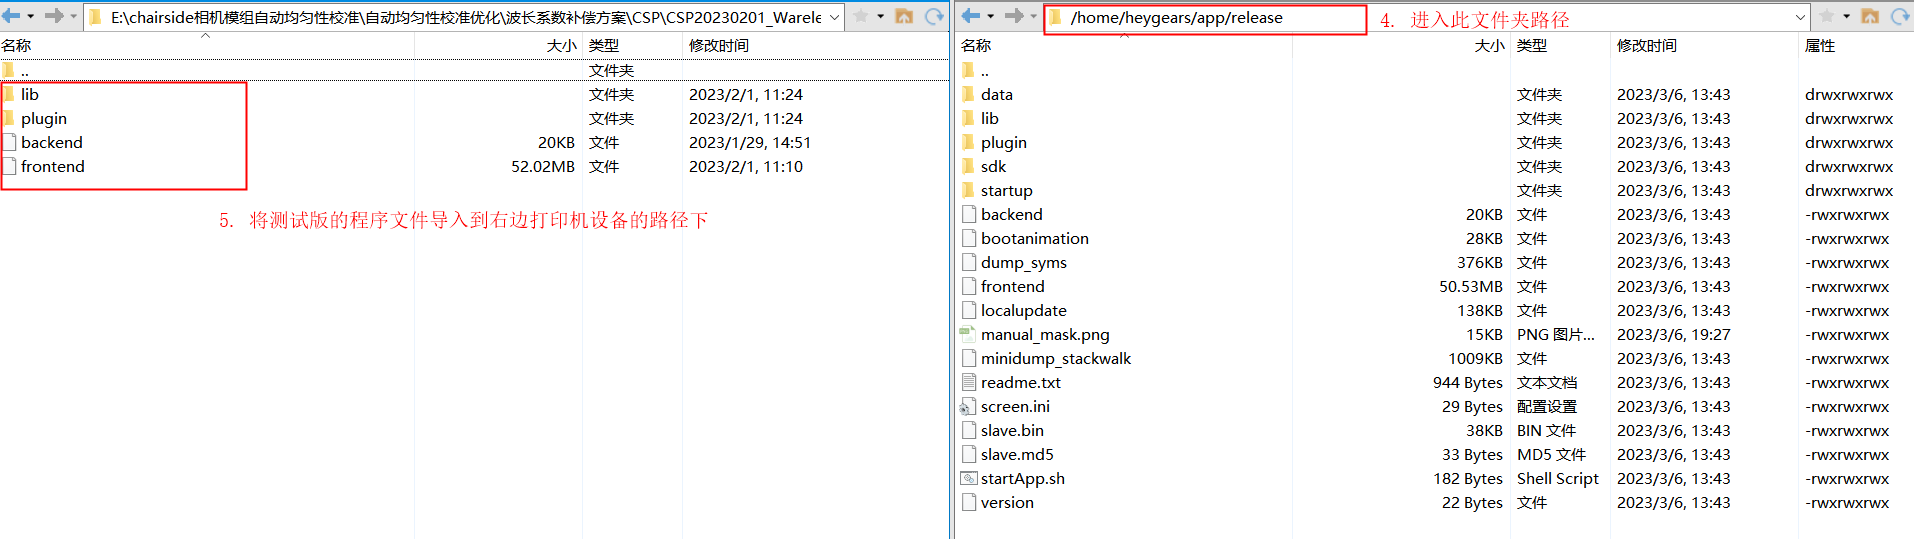 E:\chairside相机模组自动均匀性校准\自动均匀性校准优化\波长系数补偿方案\CSP\CSP20230201_Warele
名称 大小 类型 修改时间
.. 文件夹
lib 文件夹 2023/2/1, 11:24
plugin 文件夹 2023/2/1, 11:24
backend 20KB 文件 2023/1/29, 14:51
frontend 52.02MB 文件 2023/2/1, 11:10
5. 将测试版的程序文件导入到右边打印机设备的路径下
/home/heygears/app/release
4. 进入此文件夹路径
名称 大小 类型 修改时间 属性
..
data 文件夹 2023/3/6, 13:43 drwxrwxrwx
lib 文件夹 2023/3/6, 13:43 drwxrwxrwx
plugin 文件夹 2023/3/6, 13:43 drwxrwxrwx
sdk 文件夹 2023/3/6, 13:43 drwxrwxrwx
startup 文件夹 2023/3/6, 13:43 drwxrwxrwx
backend 20KB 文件 2023/3/6, 13:43 -rwxrwxrwx
bootanimation 28KB 文件 2023/3/6, 13:43 -rwxrwxrwx
dump_syms 376KB 文件 2023/3/6, 13:43 -rwxrwxrwx
frontend 50.53MB 文件 2023/3/6, 13:43 -rwxrwxrwx
localupdate 138KB 文件 2023/3/6, 13:43 -rwxrwxrwx
manual_mask.png 15KB PNG 图片... 2023/3/6, 19:27 -rwxrwxrwx
minidump_stackwalk 1009KB 文件 2023/3/6, 13:43 -rwxrwxrwx
readme.txt 944 Bytes 文本文档 2023/3/6, 13:43 -rwxrwxrwx
screen.ini 29 Bytes 配置设置 2023/3/6, 13:43 -rwxrwxrwx
slave.bin 38KB BIN 文件 2023/3/6, 13:43 -rwxrwxrwx
slave.md5 33 Bytes MD5 文件 2023/3/6, 13:43 -rwxrwxrwx
startApp.sh 182 Bytes Shell Script 2023/3/6, 13:43 -rwxrwxrwx
version 22 Bytes 文件 2023/3/6, 13:43 -rwxrwxrwx